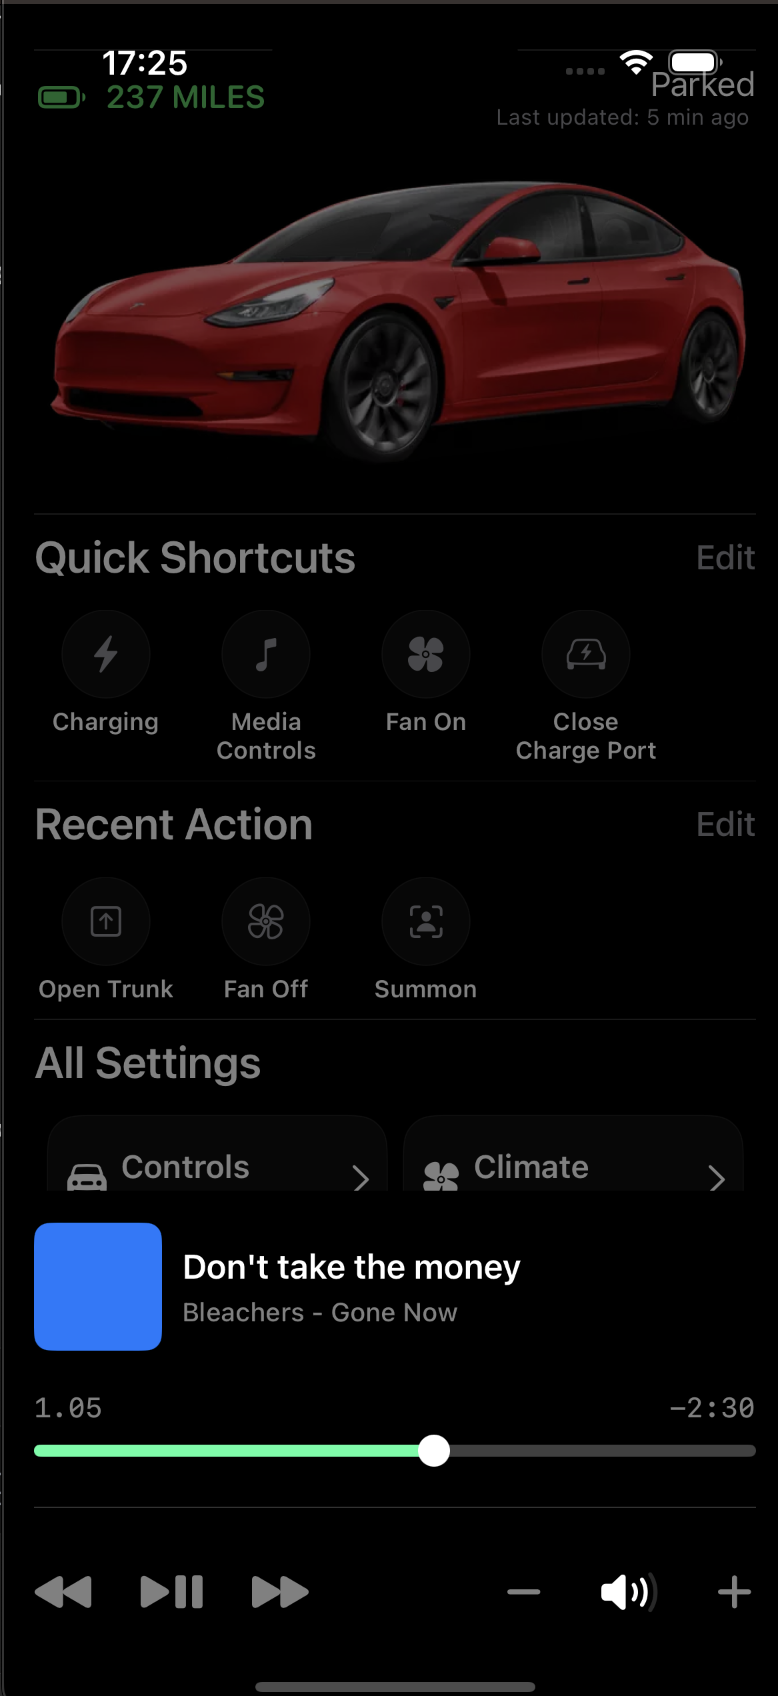 17:25
237 MILES
Parked
Last updated: 5 min ago
Quick Shortcuts
Edit
Charging
Media
Controls
Fan On
Close
Charge Port
Recent Action
Edit
Open Trunk
Fan Off
Summon
All Settings
Controls
Climate
Don't take the money
Bleachers - Gone Now
1.05
-2:30